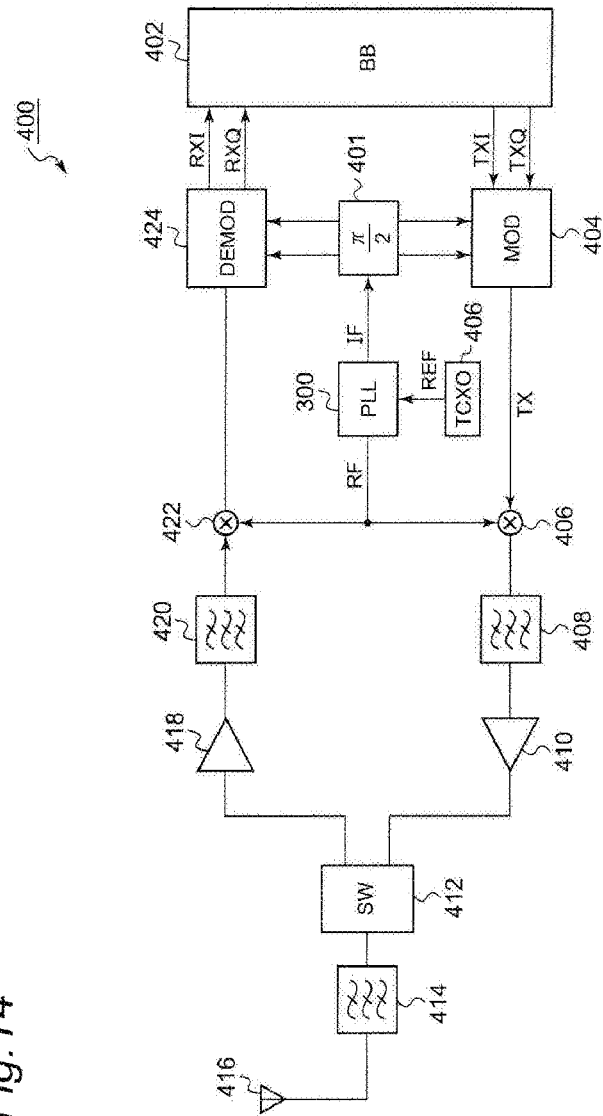 Fig. 14
400
402
BB
RXI
RXQ
TXI
TXQ
424
DEMOD
401
π/2
MOD
404
IF
300
PLL
REF
TCXO
406
TX
RF
422
406
420
408
418
410
SW
412
414
416